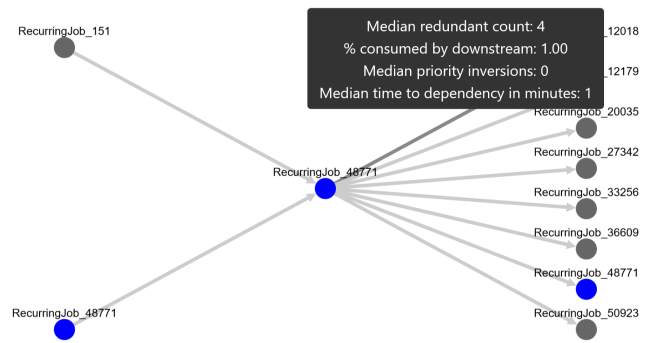 RecurringJob_151
Median redundant count: 4
% consumed by downstream: 1.00
Median priority inversions: 0
Median time to dependency in minutes: 1
_12018
_12179
RecurringJob_20035
RecurringJob_27342
RecurringJob_48771
RecurringJob_33256
RecurringJob_36609
RecurringJob_48771
RecurringJob_48771
RecurringJob_50923